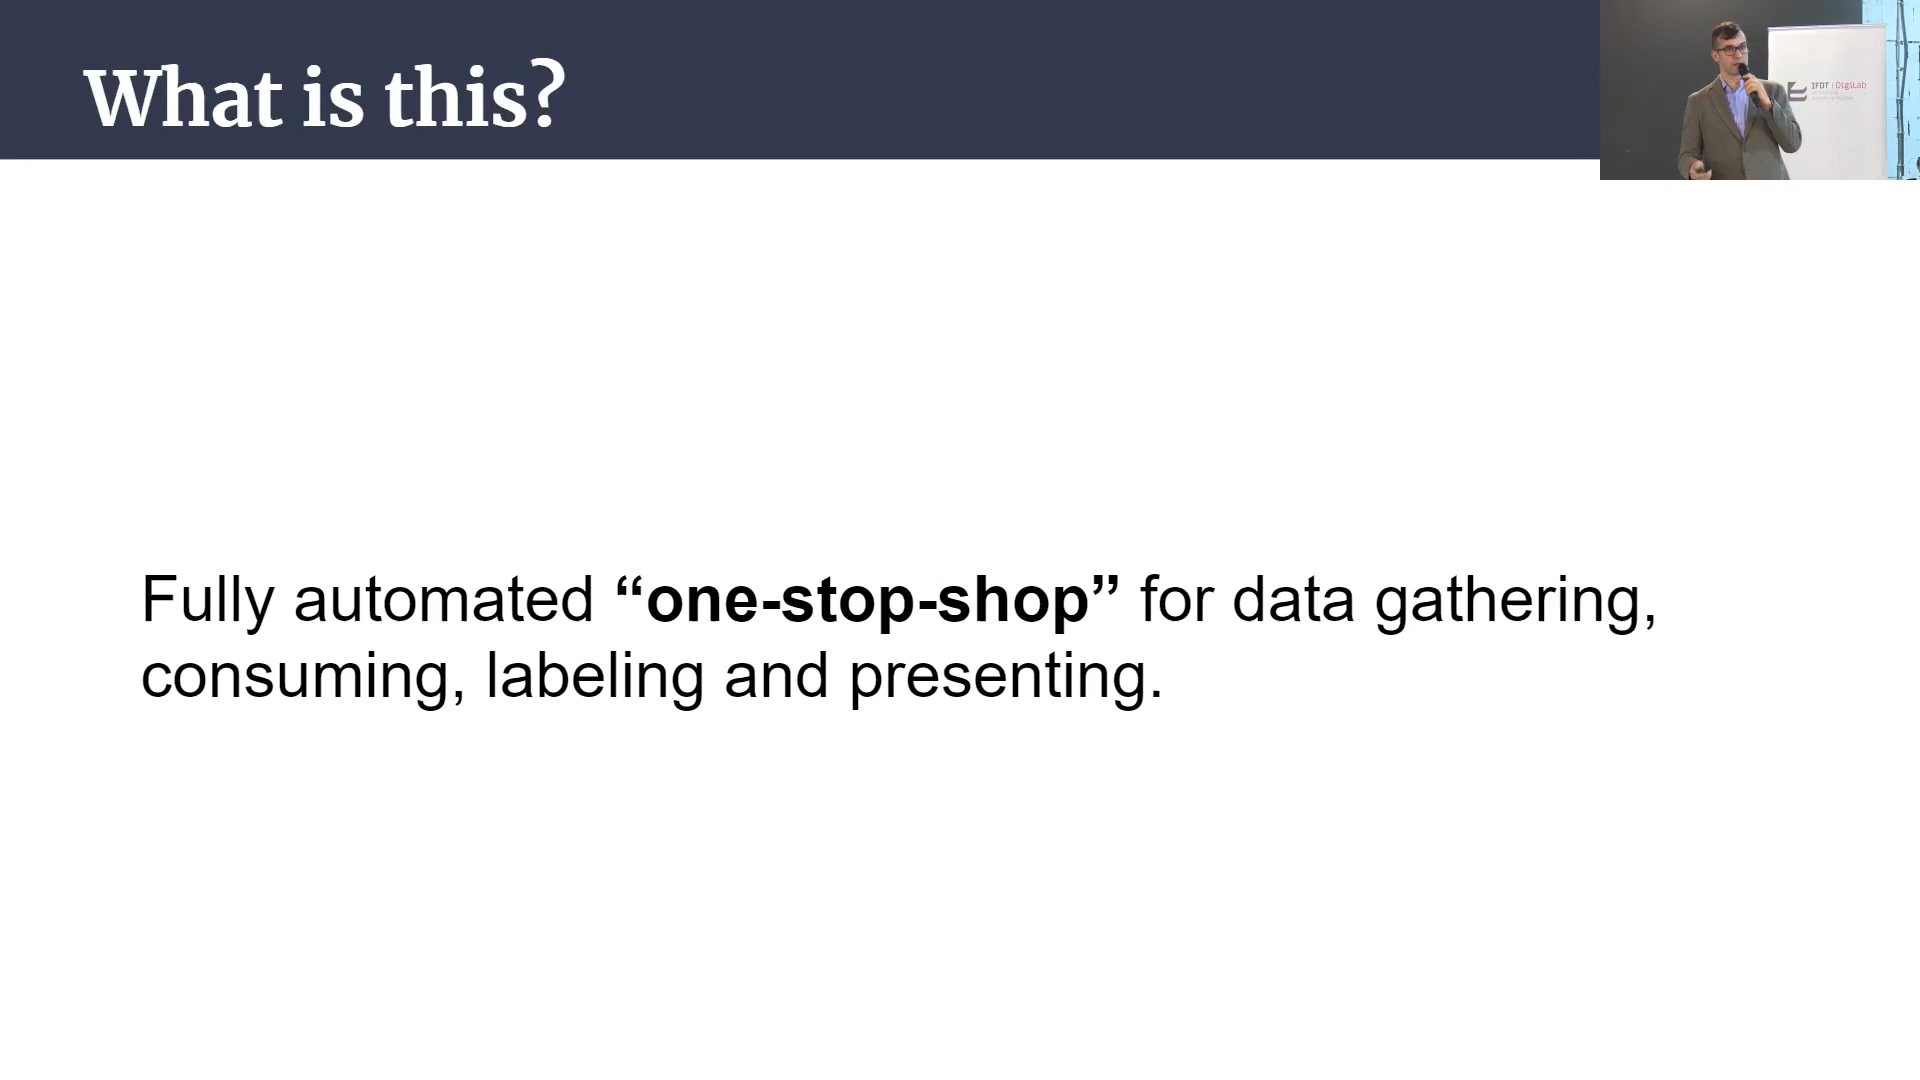 What is this?
IFDT | DigiLab
Fully automated “one-stop-shop” for data gathering,
consuming, labeling and presenting.